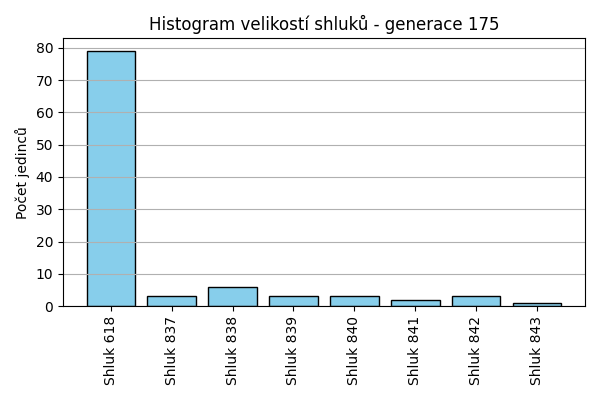 Histogram velikostí shluků - generace 175
Počet jedinců
80
70
60
50
40
30
20
10
0
Shluk 618
Shluk 837
Shluk 838
Shluk 839
Shluk 840
Shluk 841
Shluk 842
Shluk 843